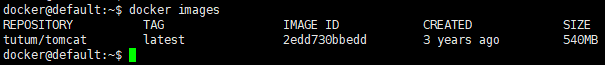 docker@default:~$ docker images
REPOSITORY TAG IMAGE ID CREATED SIZE
tutum/tomcat latest 2edd730bbedd 3 years ago 540MB
docker@default:~$